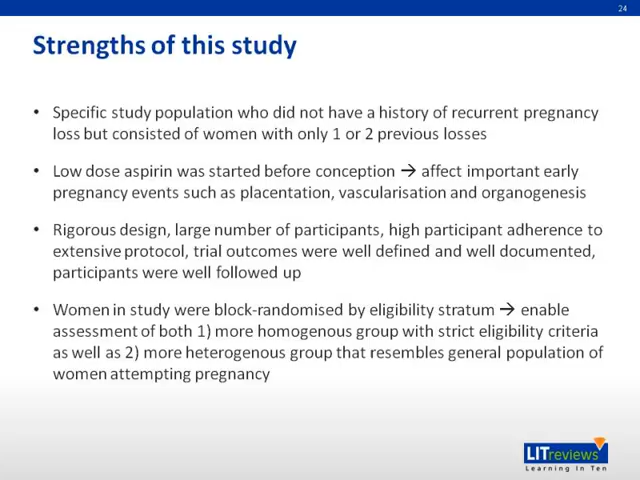 24
Strengths of this study
• Specific study population who did not have a history of recurrent pregnancy
loss but consisted of women with only 1 or 2 previous losses
• Low dose aspirin was started before conception → affect important early
pregnancy events such as placentation, vascularisation and organogenesis
• Rigorous design, large number of participants, high participant adherence to
extensive protocol, trial outcomes were well defined and well documented,
participants were well followed up
• Women in study were block-randomised by eligibility stratum → enable
assessment of both 1) more homogenous group with strict eligibility criteria
as well as 2) more heterogenous group that resembles general population of
women attempting pregnancy
LITreviews
Learning In Ten